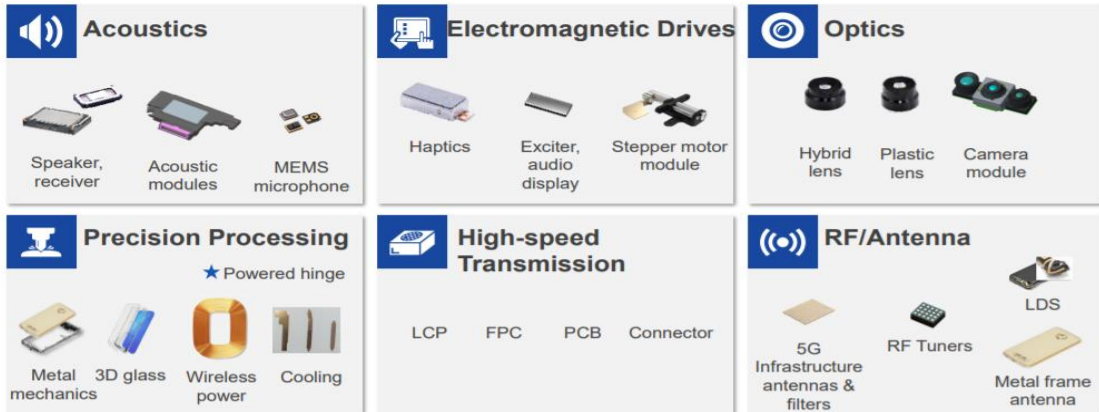 Acoustics
Speaker,
receiver
Acoustic
modules
MEMS
microphone
Electromagnetic Drives
Haptics
Exciter,
audio
display
Stepper motor
module
Optics
Hybrid
lens
Plastic
lens
Camera
module
Precision Processing
Powered hinge
Metal
mechanics
3D glass
Wireless
power
Cooling
High-speed
Transmission
LCP
FPC
PCB
Connector
RF/Antenna
5G
Infrastructure
antennas &
filters
RF Tuners
LDS
Metal frame
antenna